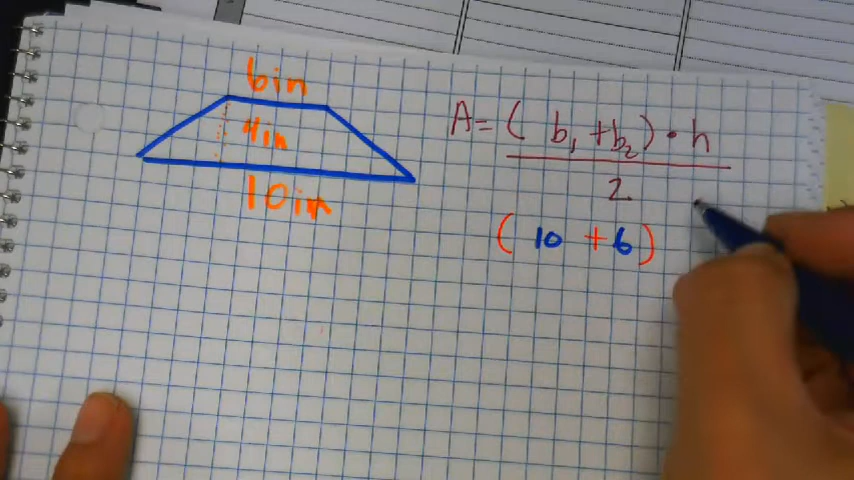 6in
4in
10in
A = ( b₁ + b₂ ) • h
2
( 10 + 6 )